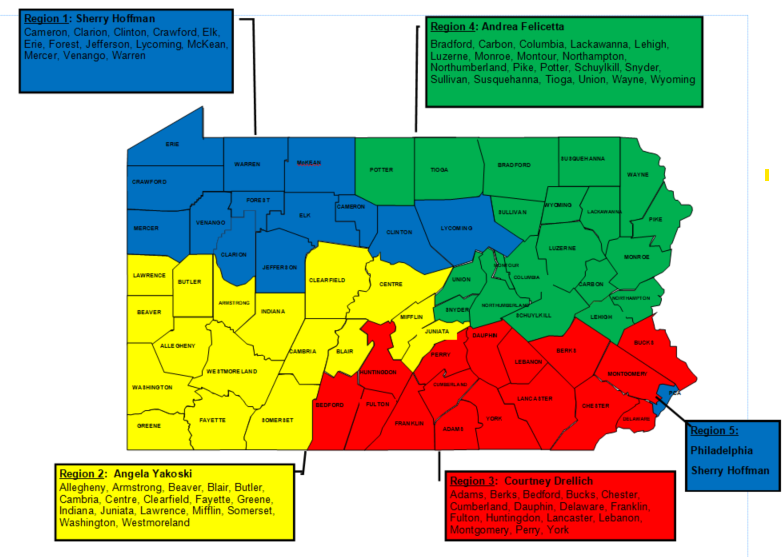 Region 1: Sherry Hoffman
Cameron, Clarion, Clinton, Crawford, Elk,
Erie, Forest, Jefferson, Lycoming, McKean,
Mercer, Venango, Warren
Region 4: Andrea Felicetta
Bradford, Carbon, Columbia, Lackawanna, Lehigh,
Luzerne, Monroe, Montour, Northampton,
Northumberland, Pike, Potter, Schuylkill, Snyder,
Sullivan, Susquehanna, Tioga, Union, Wayne, Wyoming
ERIE
WARREN
McKEAN
POTTER
TIOGA
BRADFORD
SUSQUEHANNA
WAYNE
CRAWFORD
FOREST
ELK
CAMERON
SULLIVAN
WYOMING
LACKAWANNA
PIKE
MERCER
VENANGO
CLINTON
LYCOMING
LUZERNE
MONROE
CLARION
JEFFERSON
LAWRENCE
BUTLER
CLEARFIELD
CENTRE
UNION
MONTOUR
COLUMBIA
CARBON
ARMSTRONG
INDIANA
BEAVER
MIFFLIN
SNYDER
NORTHUMBERLAND
SCHUYLKILL
NORTHAMPTON
LEHIGH
ALLEGHENY
CAMBRIA
BLAIR
JUNIATA
PERRY
DAUPHIN
LEBANON
BERKS
BUCKS
WESTMORELAND
HUNTINGDON
CUMBERLAND
MONTGOMERY
WASHINGTON
BEDFORD
FULTON
LANCASTER
CHESTER
GREENE
FAYETTE
SOMERSET
FRANKLIN
ADAMS
YORK
DELAWARE
Region 5:
Philadelphia
Sherry Hoffman
Region 2: Angela Yakoski
Allegheny, Armstrong, Beaver, Blair, Butler,
Cambria, Centre, Clearfield, Fayette, Greene,
Indiana, Juniata, Lawrence, Mifflin, Somerset,
Washington, Westmoreland
Region 3: Courtney Drellich
Adams, Berks, Bedford, Bucks, Chester,
Cumberland, Dauphin, Delaware, Franklin,
Fulton, Huntingdon, Lancaster, Lebanon,
Montgomery, Perry, York